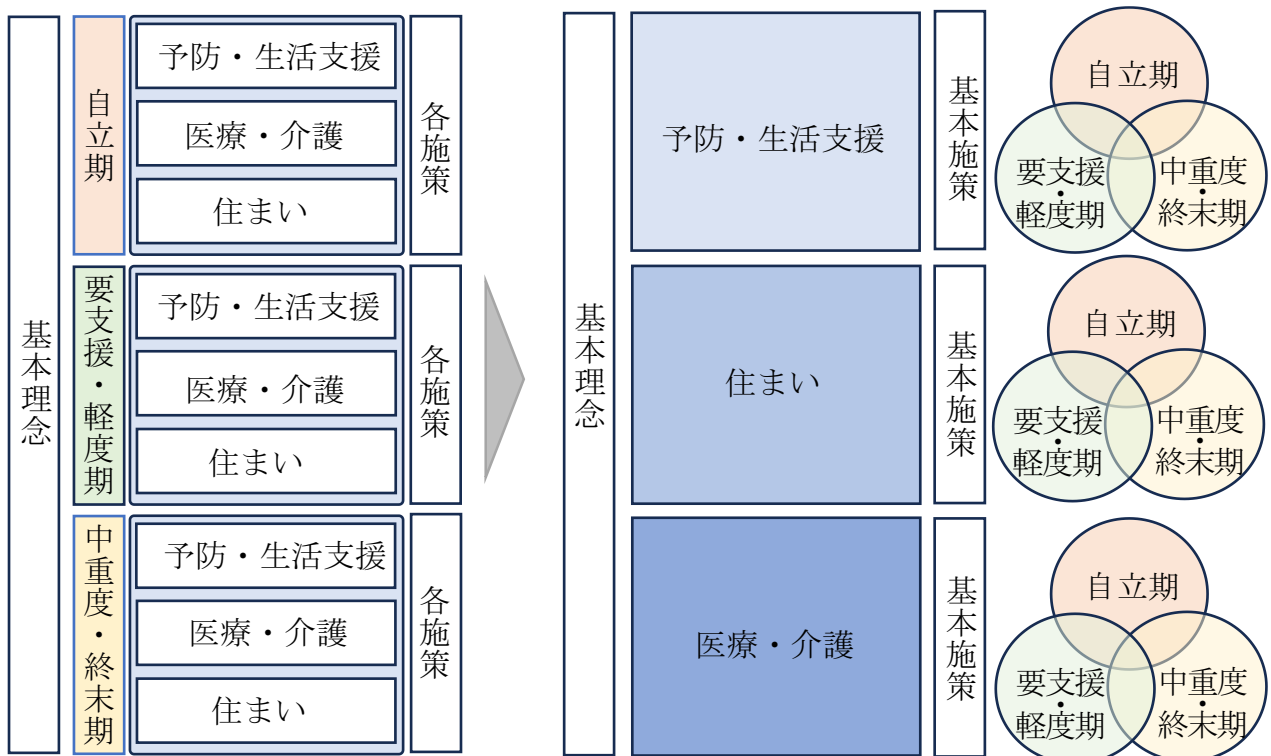 基本理念
自立期
予防・生活支援
医療・介護
住まい
各施策
要支援・軽度期
予防・生活支援
医療・介護
住まい
各施策
中重度・終末期
予防・生活支援
医療・介護
住まい
各施策
基本理念
予防・生活支援
基本施策
自立期
要支援
・
軽度期
中重度
・
終末期
住まい
基本施策
自立期
要支援
・
軽度期
中重度
・
終末期
医療・介護
基本施策
自立期
要支援
・
軽度期
中重度
・
終末期